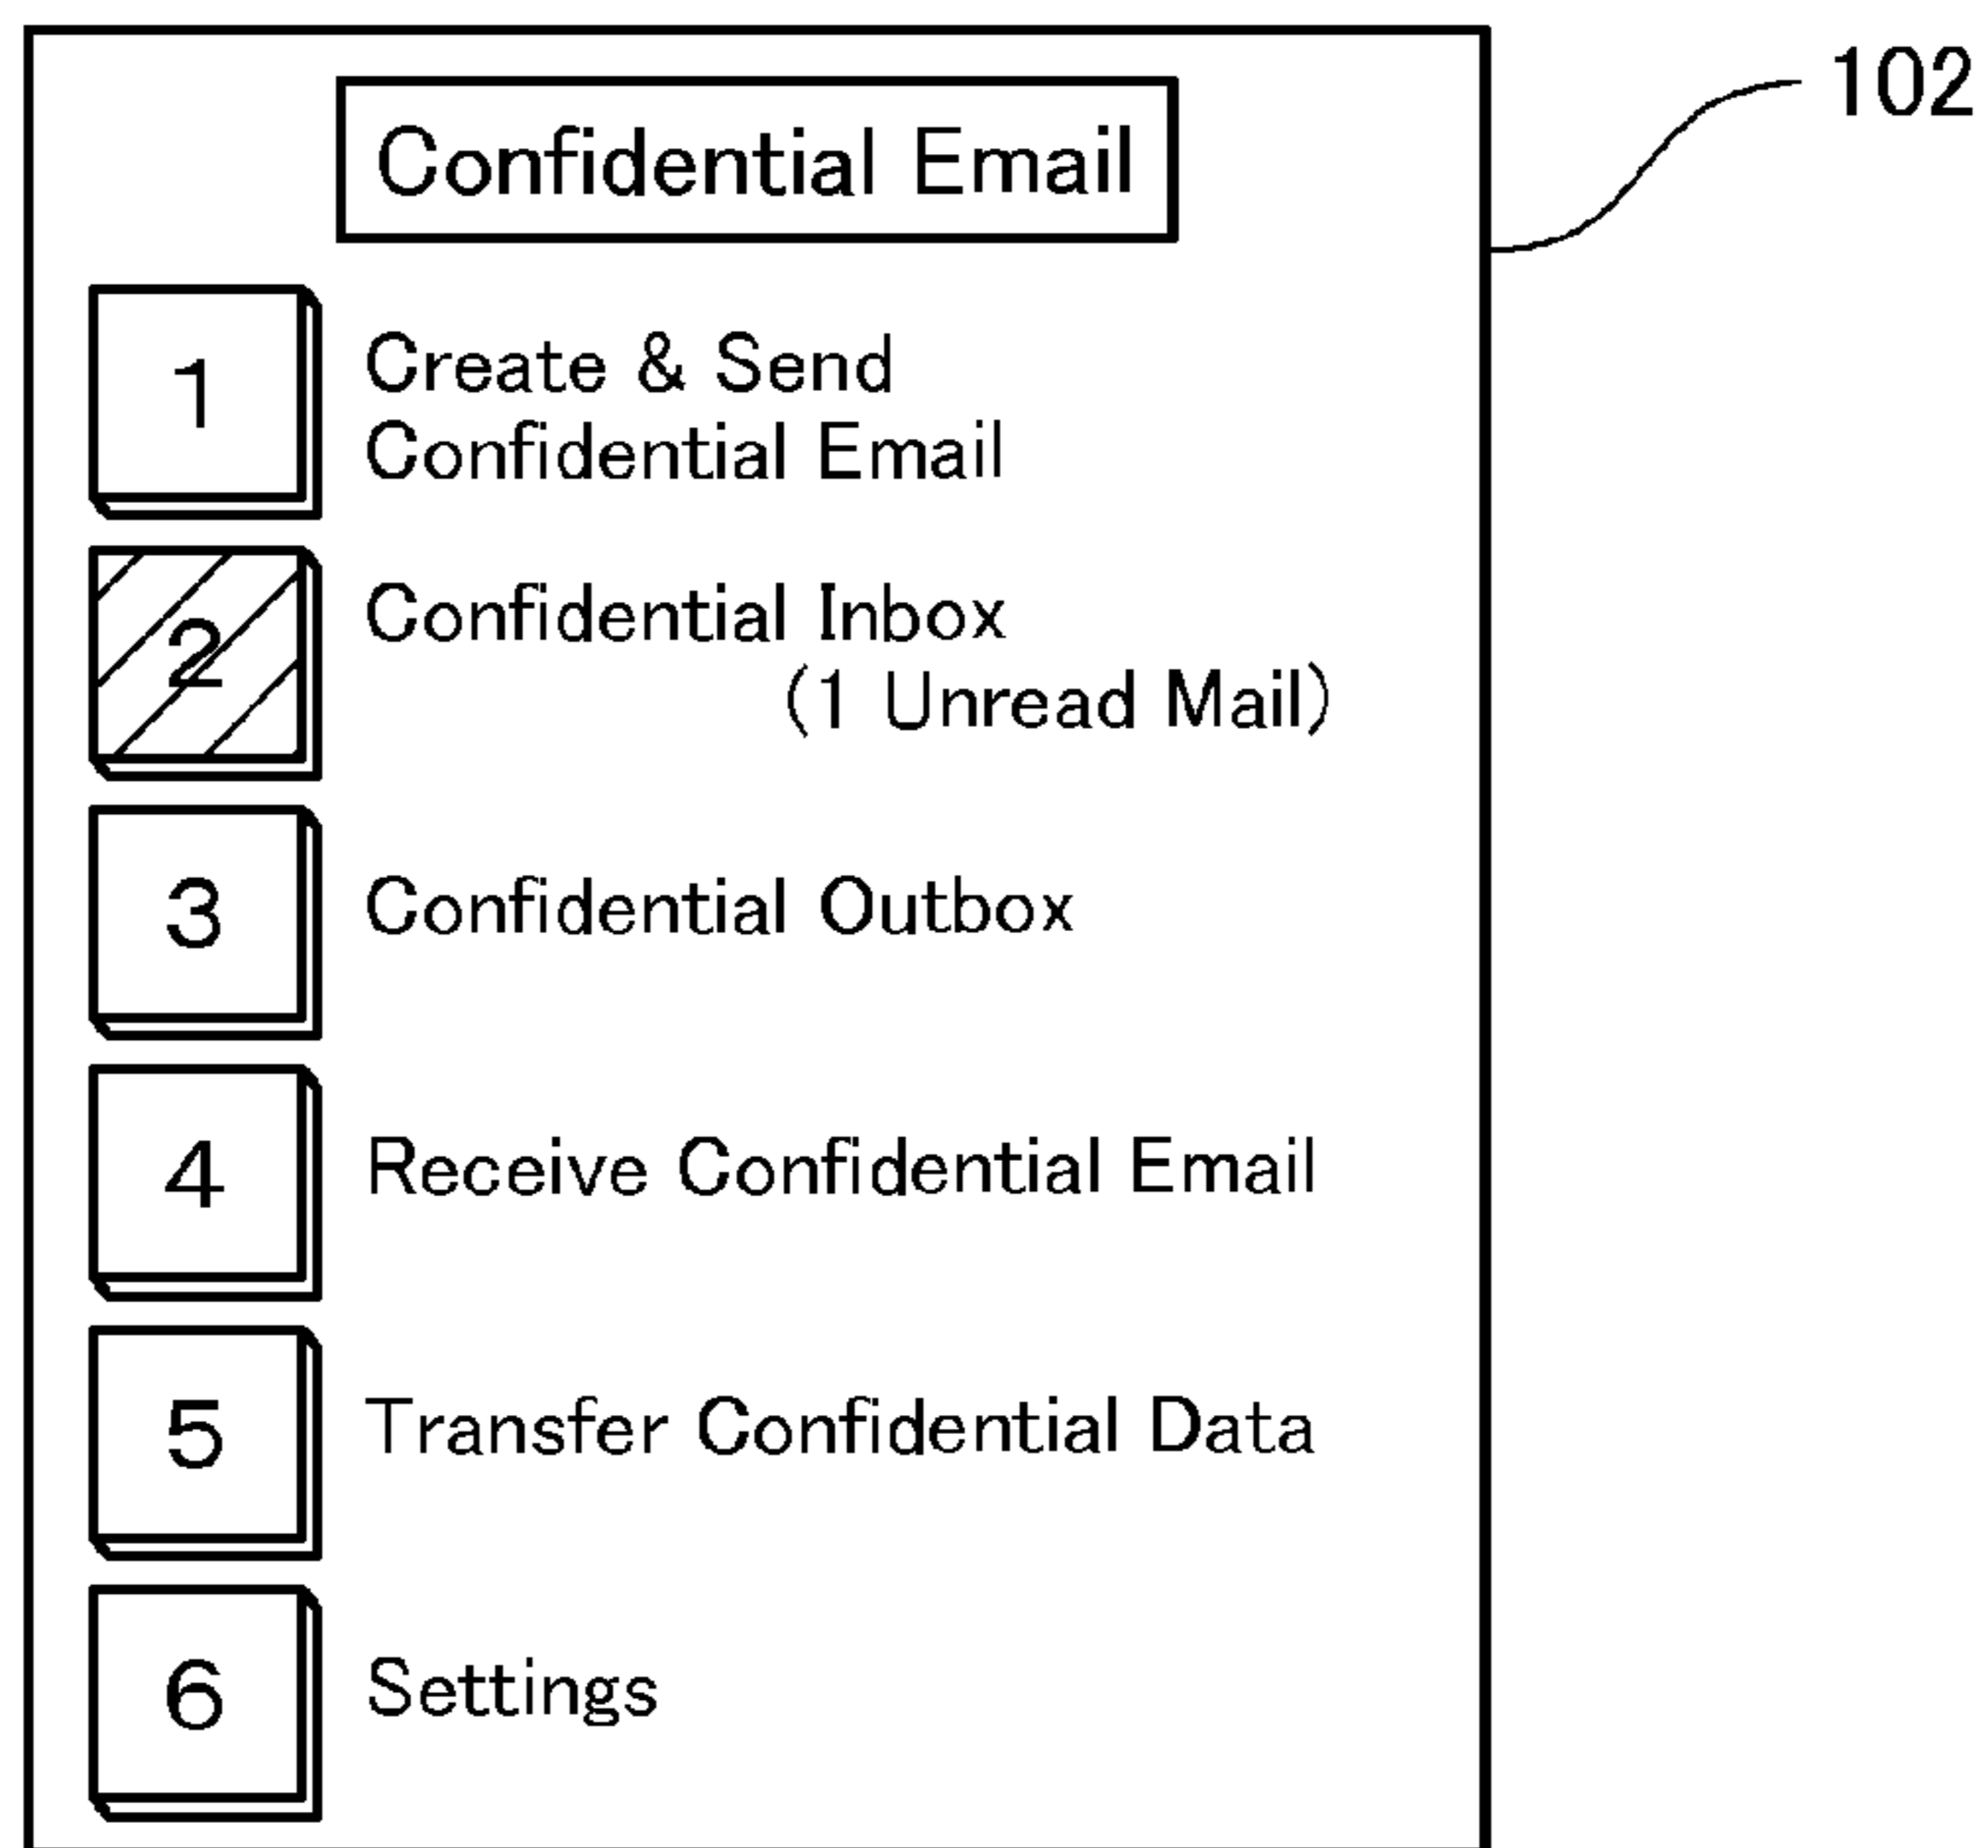 102
Confidential Email
1
Create & Send
Confidential Email
2
Confidential Inbox
(1 Unread Mail)
3
Confidential Outbox
4
Receive Confidential Email
5
Transfer Confidential Data
6
Settings